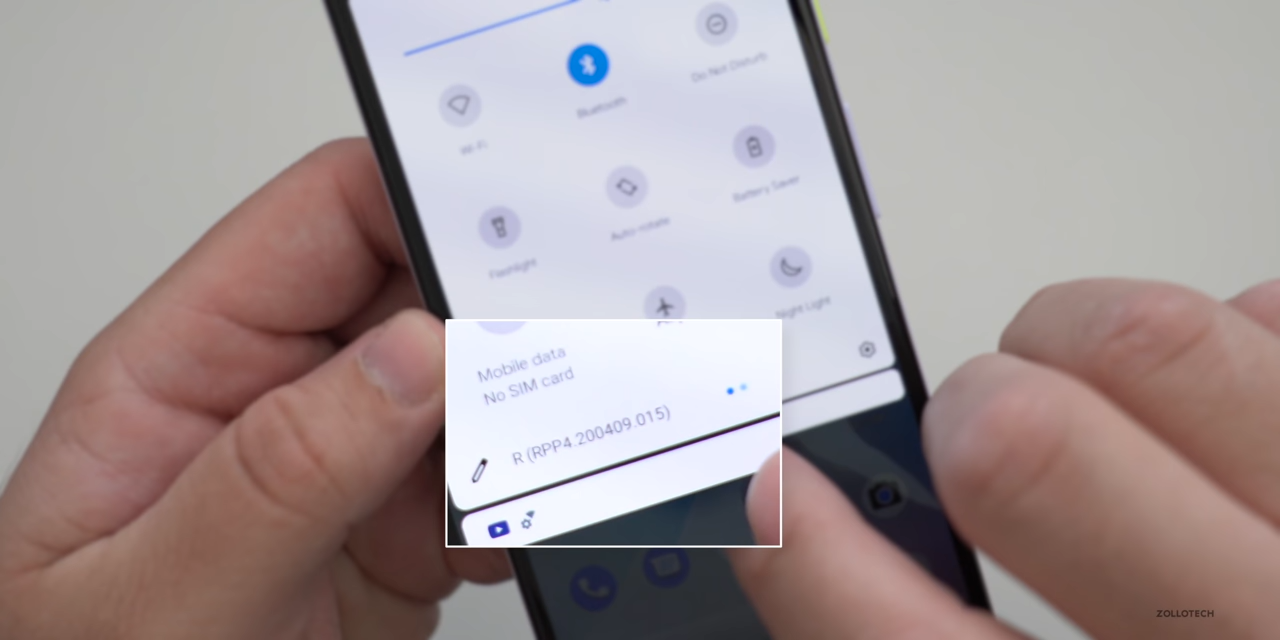 Do Not Disturb
Bluetooth
Wi-Fi
Battery Saver
Auto-rotate
Flashlight
Night Light
Mobile data
No SIM card
R (RPP4.200409.015)
ZOLLOTECH